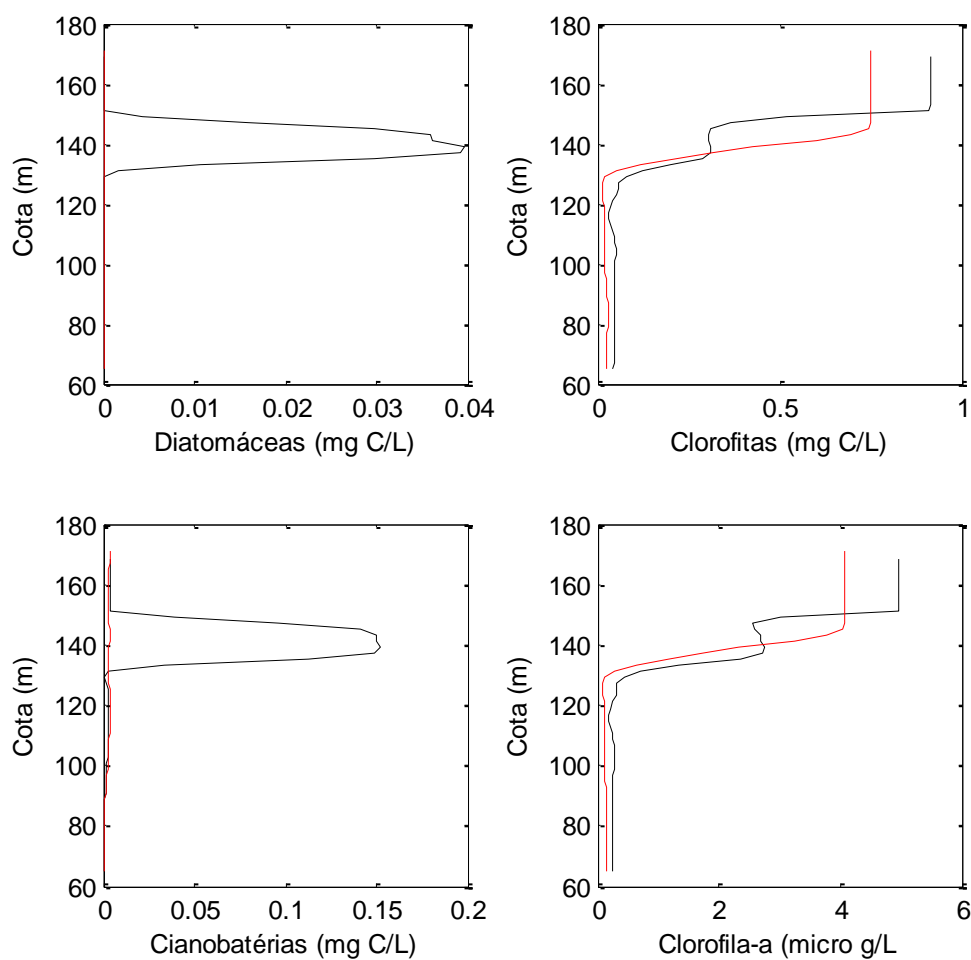 180
160
140
120
100
80
60
Cota (m)
0 0.01 0.02 0.03 0.04
Diatomáceas (mg C/L)
180
160
140
120
100
80
60
Cota (m)
0 0.5 1
Clorofitas (mg C/L)
180
160
140
120
100
80
60
Cota (m)
0 0.05 0.1 0.15 0.2
Cianobatérias (mg C/L)
180
160
140
120
100
80
60
Cota (m)
0 2 4 6
Clorofila-a (micro g/L